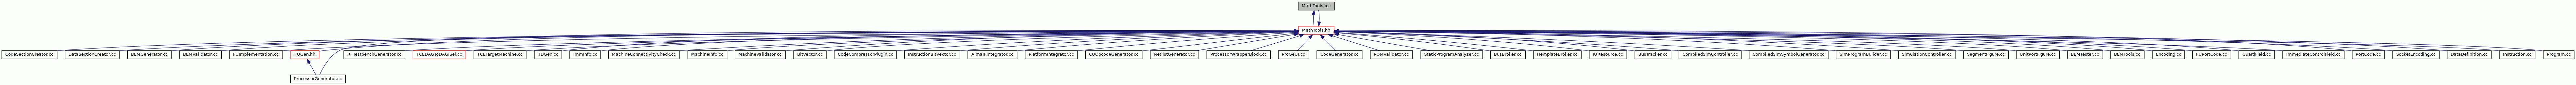 MathTools.icc
MathTools.hh
CodeSectionCreator.cc
DataSectionCreator.cc
BEMGenerator.cc
BEMValidator.cc
FUImplementation.cc
FUGen.hh
RFTestBenchGenerator.cc
TCEDAGToDAGISel.cc
TCETargetMachine.cc
TDGen.cc
ImmInfo.cc
MachineConnectivityCheck.cc
MachineInfo.cc
MachineValidator.cc
BitVector.cc
CodeCompressorPlugin.cc
InstructionBitVector.cc
AlmaIFIntegrator.cc
PlatformIntegrator.cc
CUOpcodeGenerator.cc
NetlistGenerator.cc
ProcessorWrapperBlock.cc
ProGeUI.cc
CodeGenerator.cc
POMValidator.cc
StaticProgramAnalyzer.cc
BusBroker.cc
ITemplateBroker.cc
IUResource.cc
BusTracker.cc
CompiledSimController.cc
CompiledSimSymbolGenerator.cc
SimProgramBuilder.cc
SimulationController.cc
SegmentFigure.cc
UnitPortFigure.cc
BEMTester.cc
BEMTools.cc
Encoding.cc
FUPortCode.cc
GuardField.cc
ImmediateControlField.cc
PortCode.cc
SocketEncoding.cc
DataDefinition.cc
Instruction.cc
Program.cc
ProcessorGenerator.cc